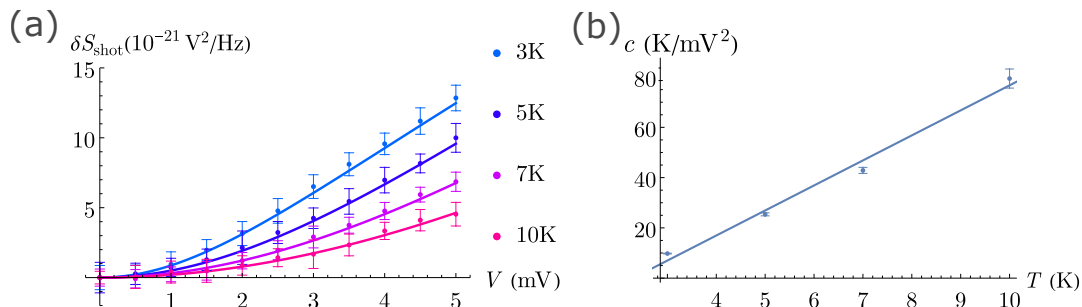 (a)
δS_shot(10⁻²¹ V²/Hz)
15
10
5
1 2 3 4 5
V (mV)
3K
5K
7K
10K
(b)
c (K/mV²)
80
60
40
20
4 5 6 7 8 9 10
T (K)